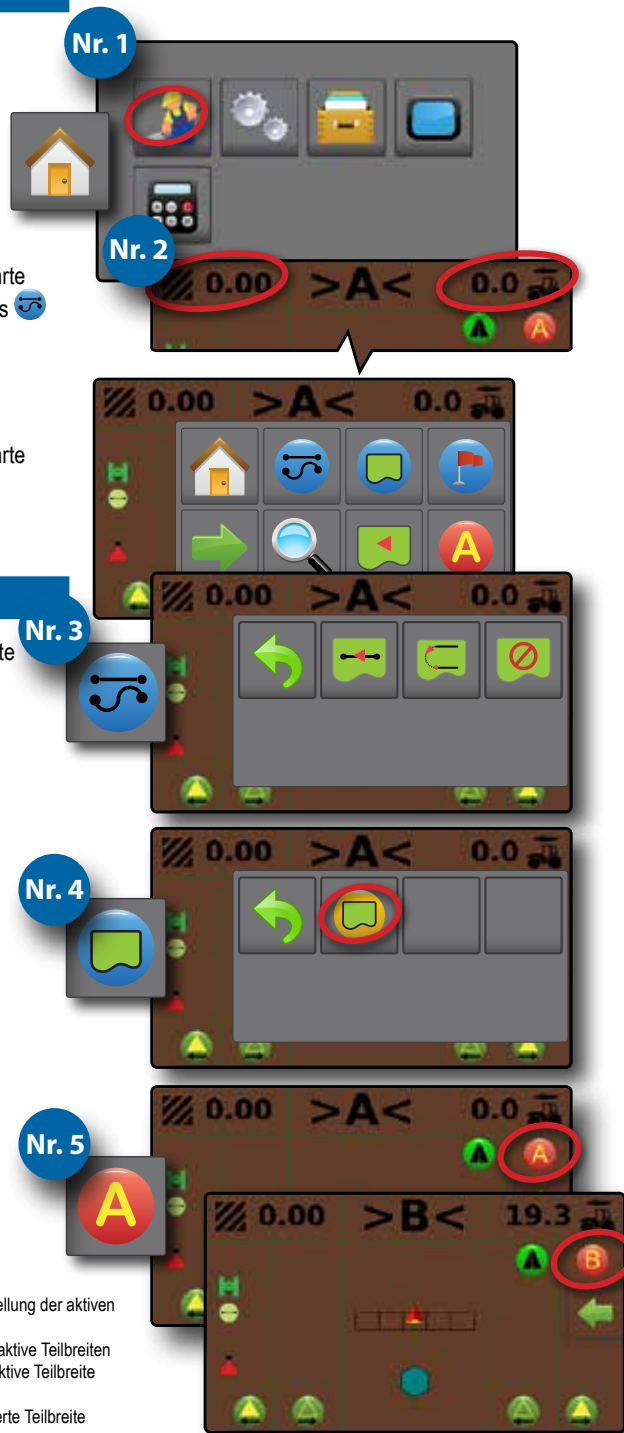 Nr. 1
Nr. 2
0.00 >A< 0.0
A
arte
s
0.00 >A< 0.0
arte
A
0.00 >A< 0.0
Nr. 3
te
0.00 >A< 0.0
Nr. 4
0.00 >A< 0.0
A
Nr. 5
A
0.00 >B< 19.3
B
ellung der aktiven
aktive Teilbreiten
ktive Teilbreite
erte Teilbreite